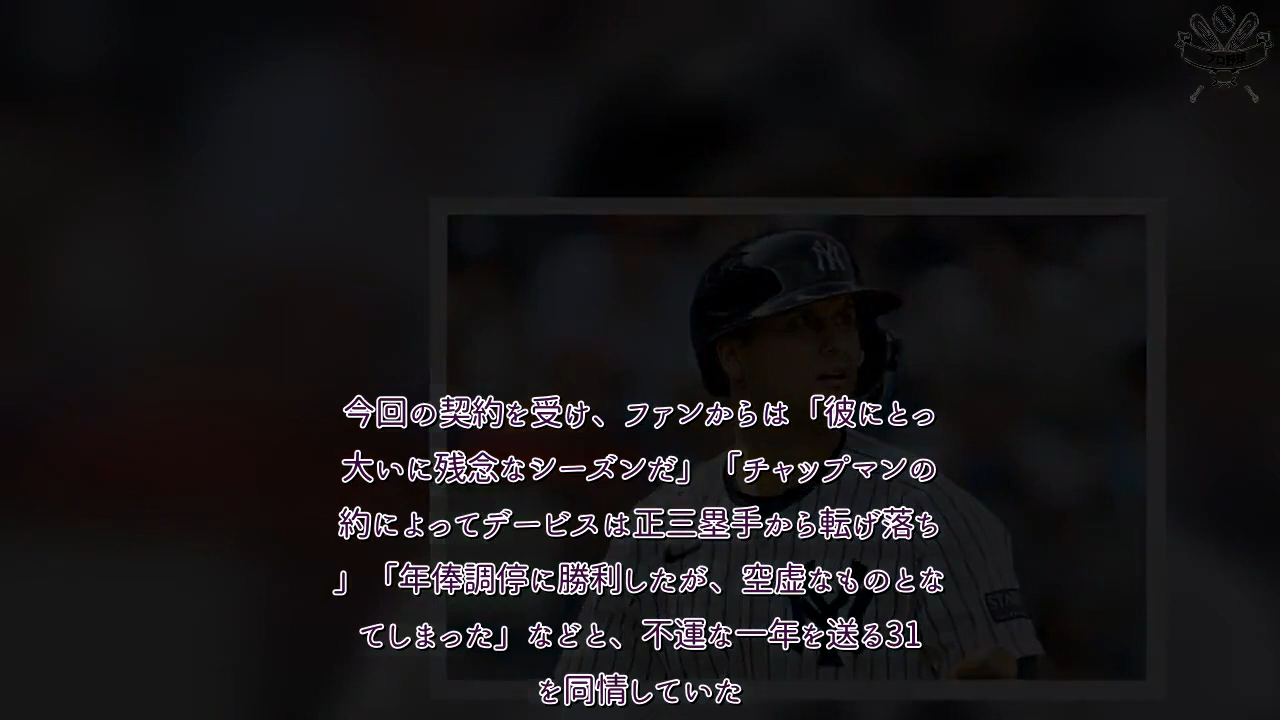 プロ野球
今回の契約を受け、ファンからは「彼にとっ
大いに残念なシーズンだ」「チャップマンの
約によってデービスは正三塁手から転げ落ち
」「年俸調停に勝利したが、空虚なものとな
てしまった」などと、不運な一年を送る31
を同情していた